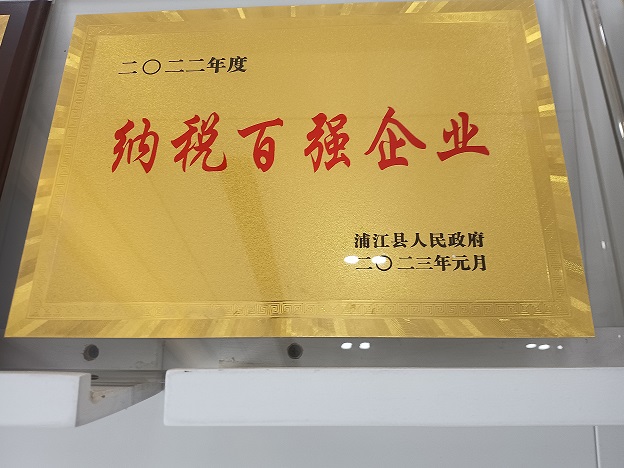 二〇二二年度
纳税百强企业
浦江县人民政府
二〇二三年元月